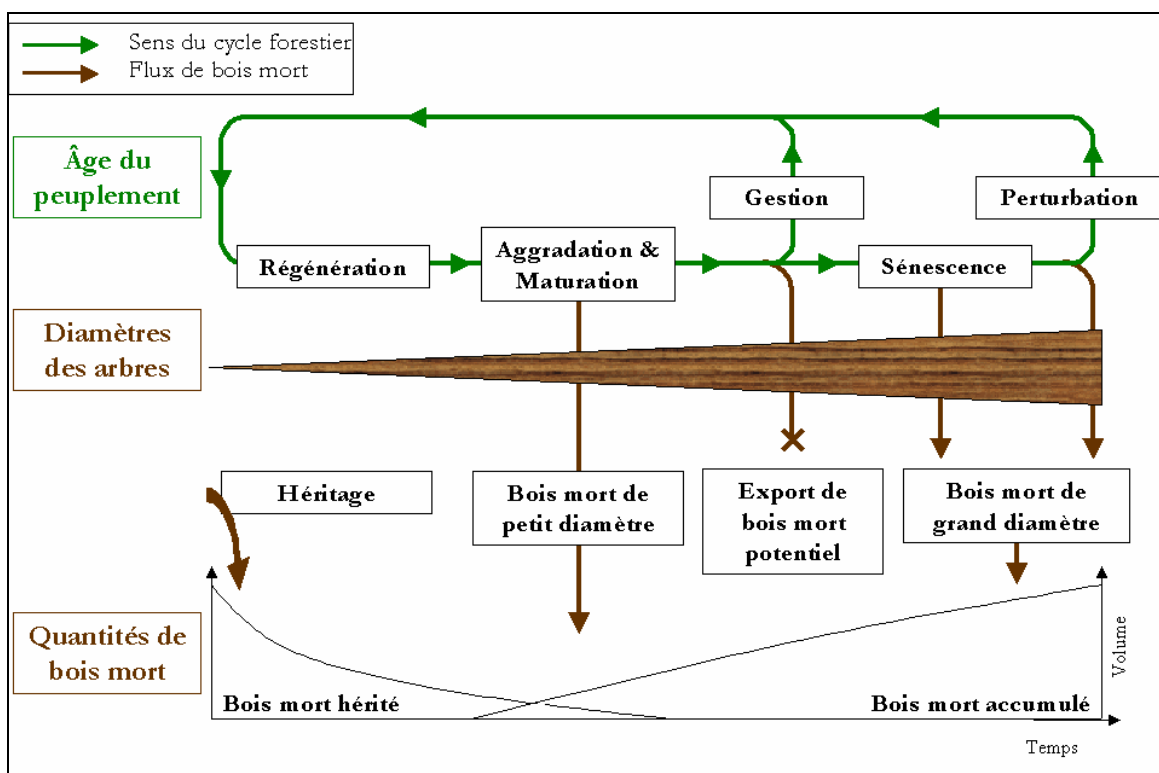 Sens du cycle forestier
Flux de bois mort
Âge du
peuplement
Gestion
Perturbation
Régénération
Aggradation &
Maturation
Sénescence
Diamètres
des arbres
Héritage
Bois mort de
petit diamètre
Export de
bois mort
potentiel
Bois mort de
grand diamètre
Quantités de
bois mort
Volume
Bois mort hérité
Bois mort accumulé
Temps